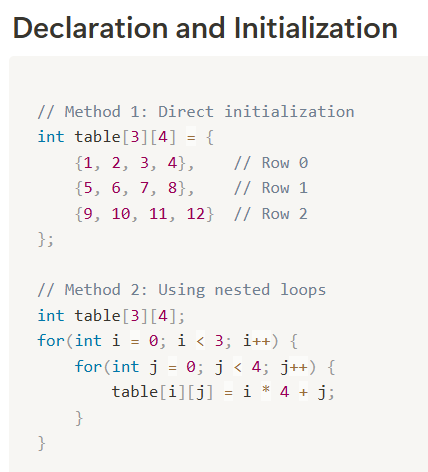 Declaration and Initialization
// Method 1: Direct initialization
int table[3][4] = {
    {1, 2, 3, 4},    // Row 0
    {5, 6, 7, 8},    // Row 1
    {9, 10, 11, 12}  // Row 2
};
// Method 2: Using nested loops
int table[3][4];
for(int i = 0; i < 3; i++) {
    for(int j = 0; j < 4; j++) {
        table[i][j] = i * 4 + j;
    }
}